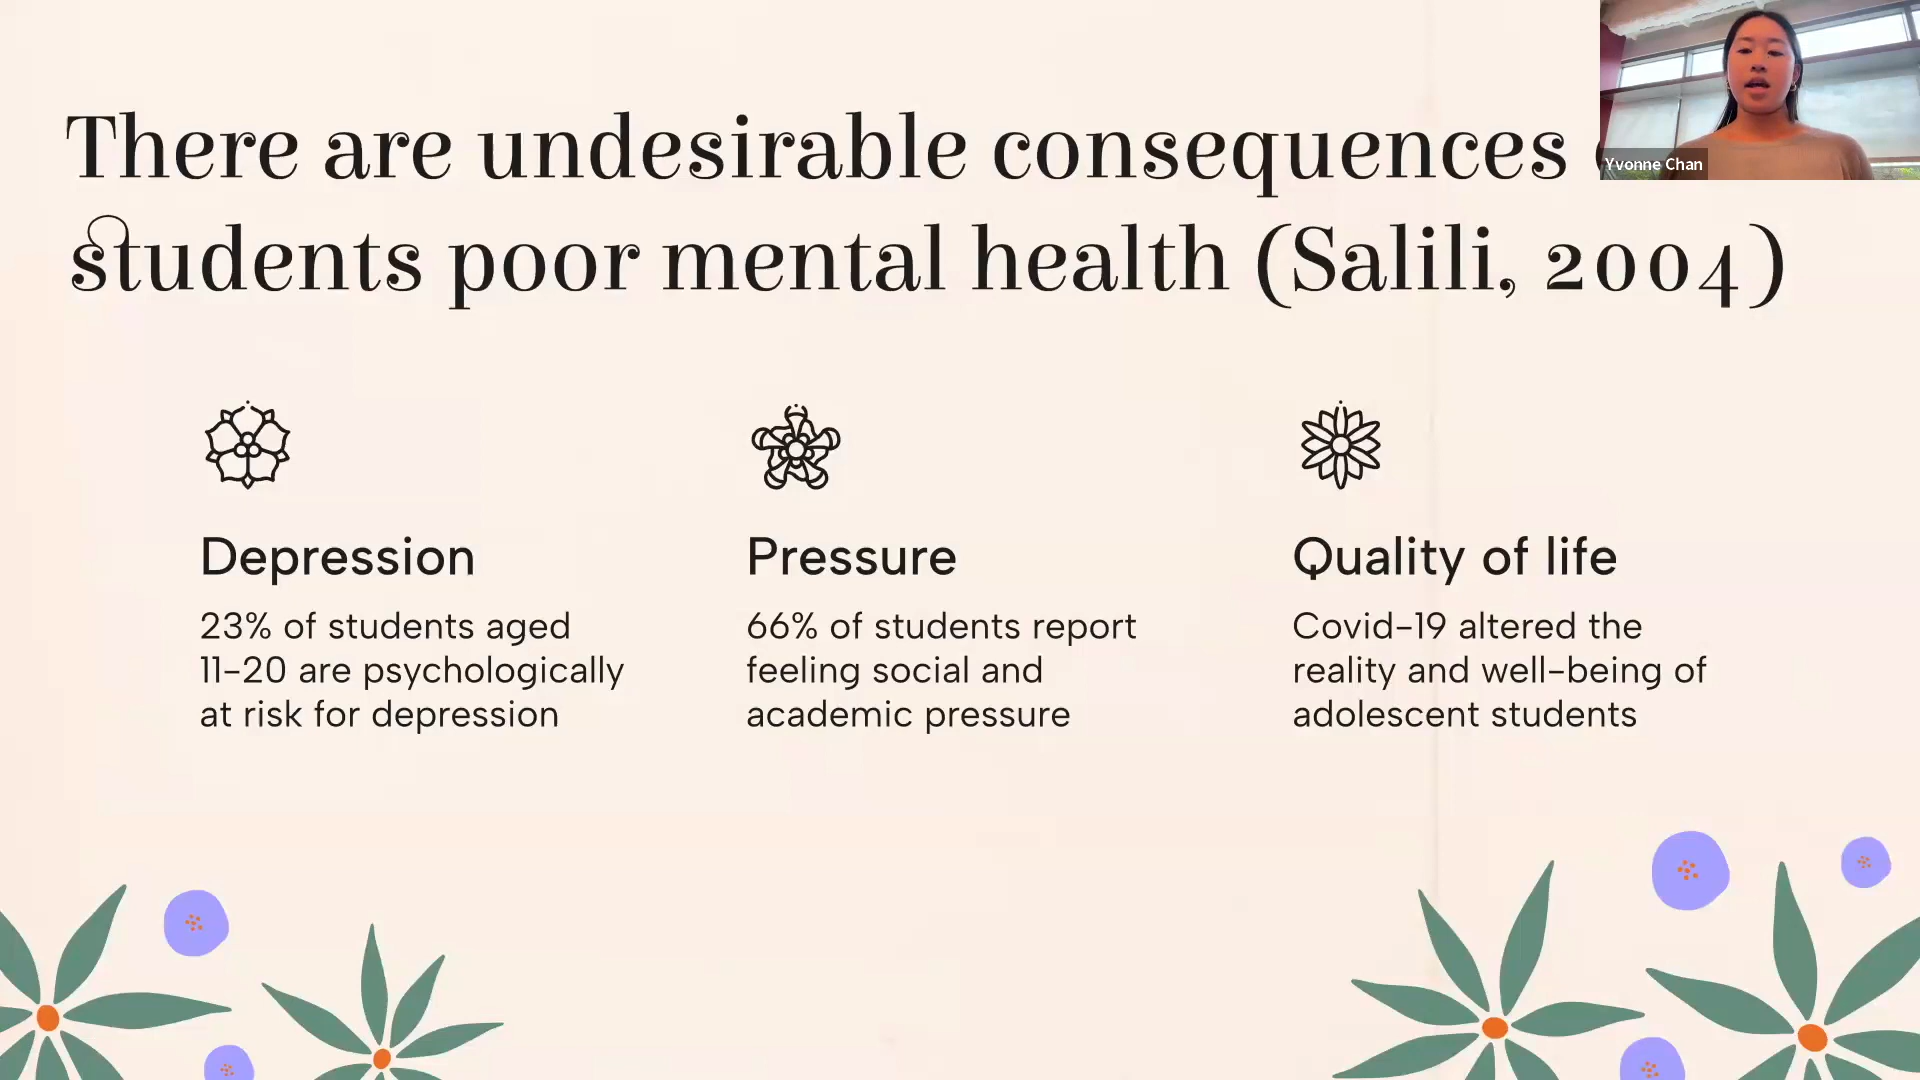 There are undesirable consequences
students poor mental health (Salili, 2004)
Yvonne Chan
Depression
23% of students aged
11-20 are psychologically
at risk for depression
Pressure
66% of students report
feeling social and
academic pressure
Quality of life
Covid-19 altered the
reality and well-being of
adolescent students